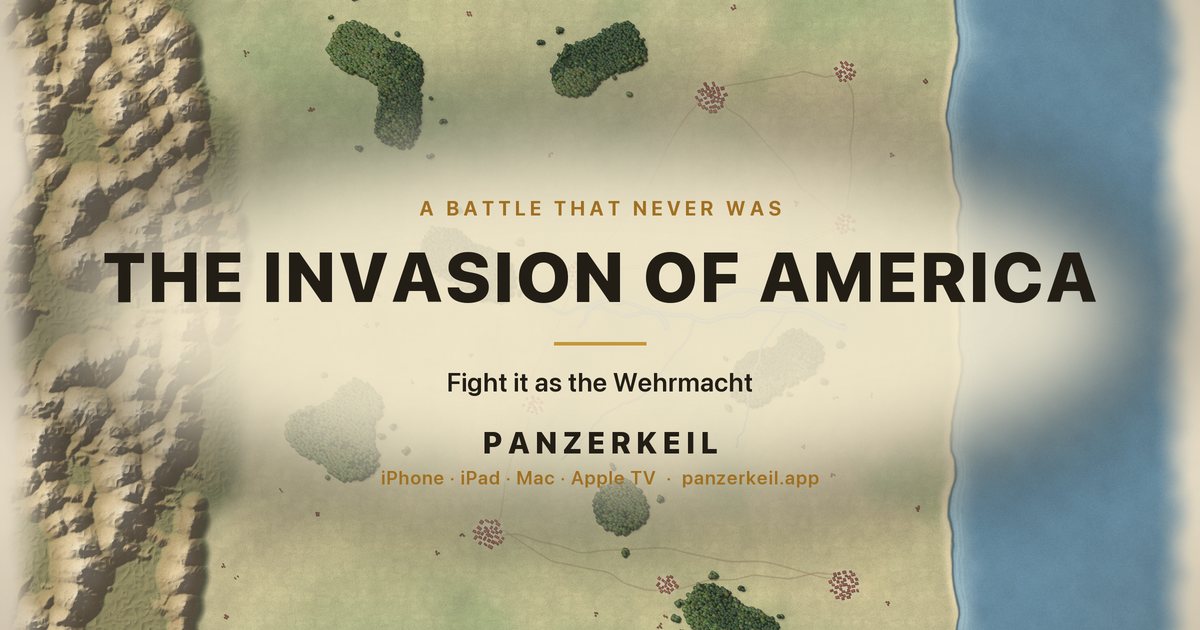 A BATTLE THAT NEVER WAS
THE INVASION OF AMERICA
Fight it as the Wehrmacht
PANZERKEIL
iPhone · iPad · Mac · Apple TV · panzerkeil.app